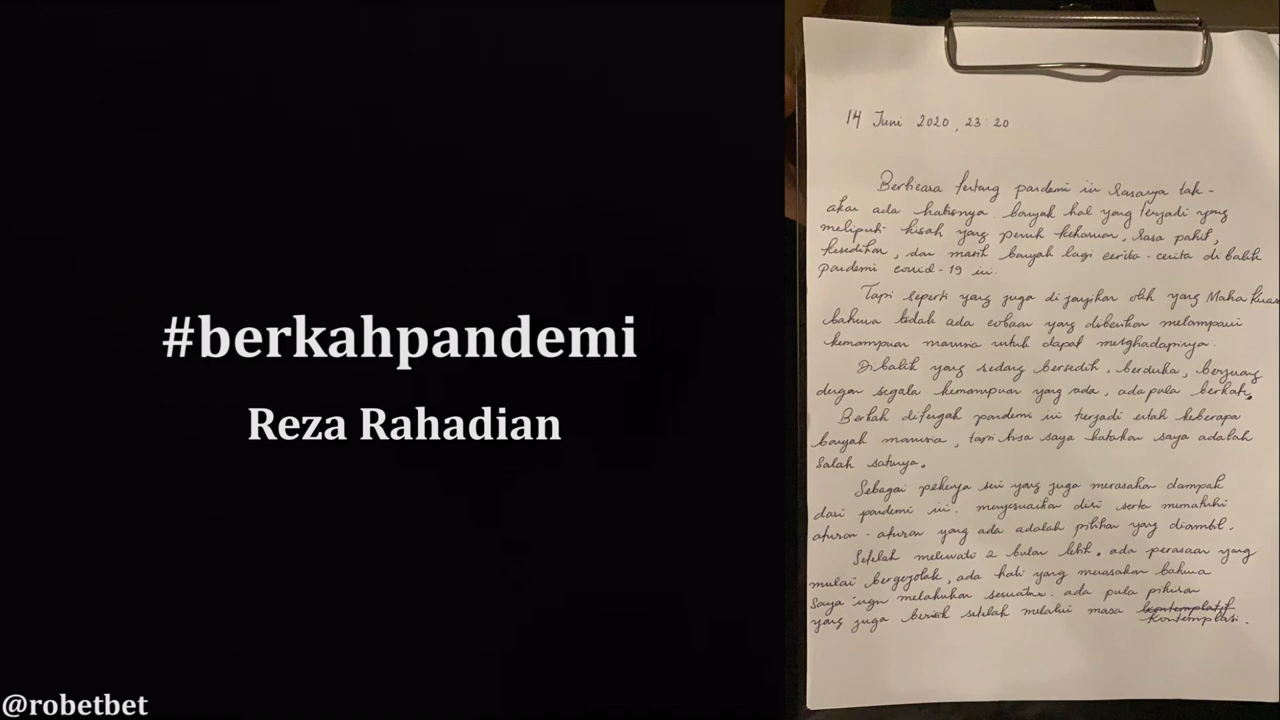 #berkahpandemi
Reza Rahadian
@robetbet
14 Juni 2020, 23:20
Berbicara tentang pandemi ini rasanya tak-
akan ada habisnya. banyak hal yang terjadi yang
meliputi kisah yang penuh keharuan, rasa pahit,
kesedihan, dan masih banyak lagi cerita-cerita di balik
pandemi covid-19 ini.
Tapi seperti yang juga di janjikan oleh yang Maha Kuasa
bahwa tidak ada cobaan yang diberikan melampaui
kemampuan manusia untuk dapat menghadapinya.
Di balik yang sedang bersedih, berduka, berjuang
dengan segala kemampuan yang ada, ada pula berkah.
Berkah ditengah pandemi ini terjadi entah keberapa
banyak manusia, tapi bisa saya katakan saya adalah
salah satunya.
Sebagai pekerja seni yang juga merasakan dampak
dari pandemi ini. menyesuaikan diri serta mematuhi
aturan-aturan yang ada adalah pilihan yang diambil.
Setelah melewati 2 bulan lebih. ada perasaan yang
mulai bergejolak, ada hati yang merasakan bahwa
saya ingin melakukan sesuatu. ada pula pikiran
yang juga berisik setelah melalui masa kontemplatif
kontemplasi.